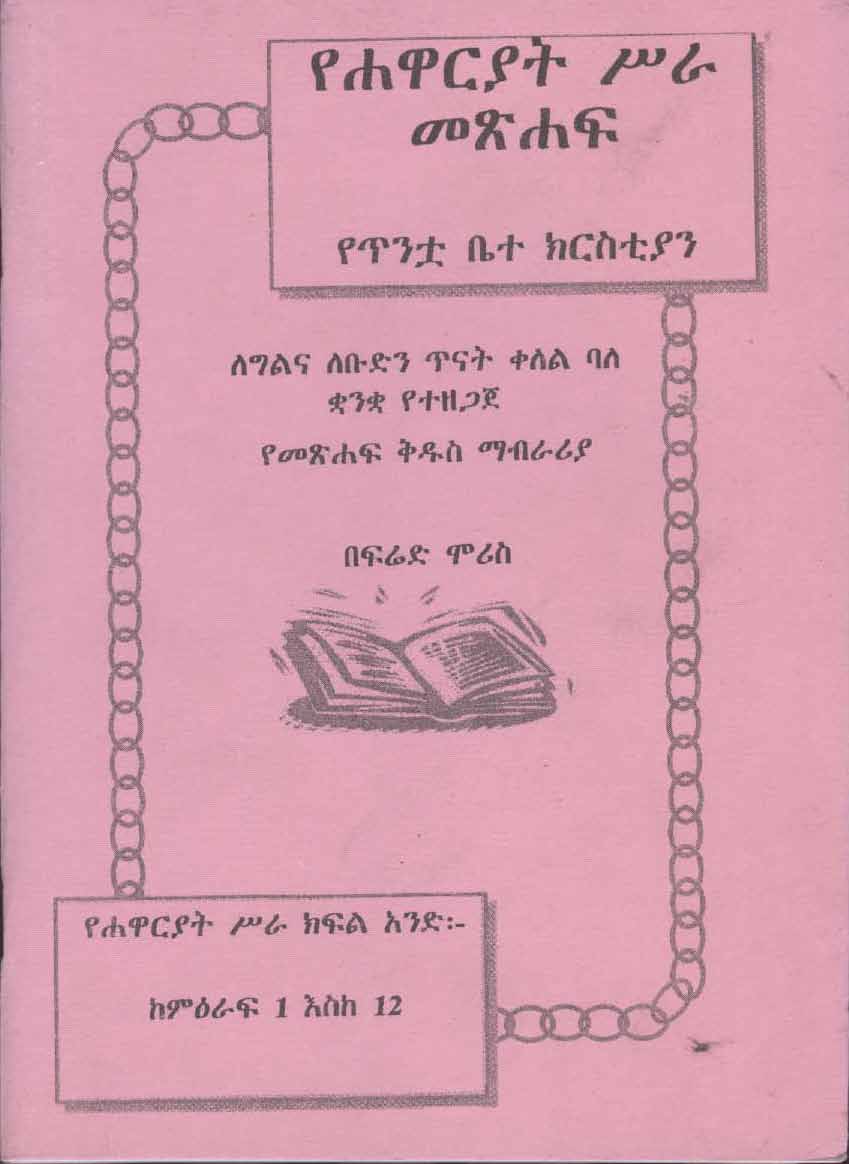 የሐዋርያት ሥራ
መጽሐፍ
የጥንቷ ቤተ ክርስቲያን
ለግልና ለቡድን ጥናት ቀለል ባለ
ቋንቋ የተዘጋጀ
የመጽሐፍ ቅዱስ ማብራሪያ
በፍሬድ ሞሪስ
የሐዋርያት ሥራ ክፍል አንድ፡-
ከምዕራፍ 1 እስከ 12